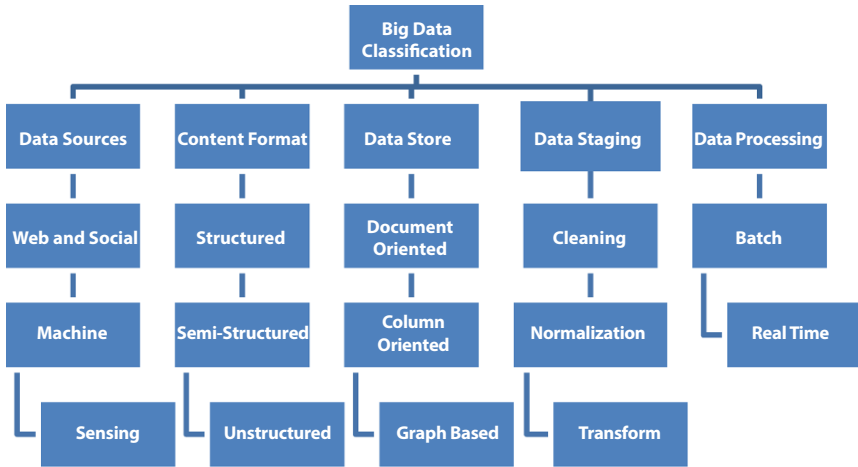 Big Data
Classification
Data Sources
Content Format
Data Store
Data Staging
Data Processing
Web and Social
Structured
Document
Oriented
Cleaning
Batch
Machine
Semi-Structured
Column
Oriented
Normalization
Real Time
Sensing
Unstructured
Graph Based
Transform